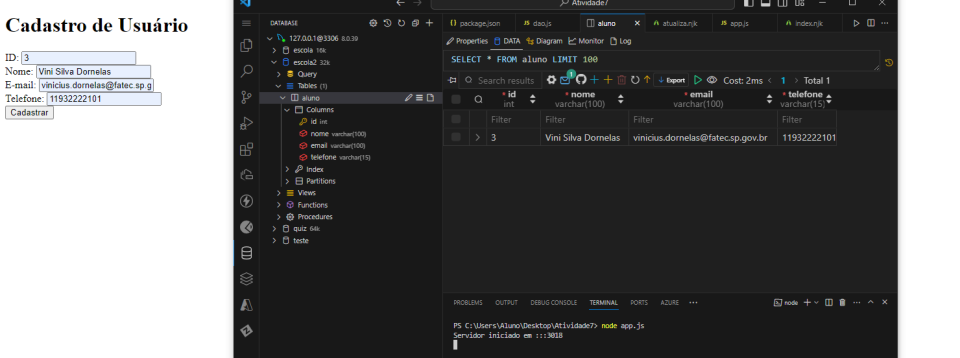 Cadastro de Usuário
ID: 3
Nome: Vini Silva Dornelas
E-mail: vinicius.dornelas@fatec.sp.g
Telefone: 11932222101
Cadastrar
Atividade7
DATABASE
127.0.0.1@3306 8.0.39
escola 16k
escola2 32k
Query
Tables (1)
aluno
Columns
id int
nome varchar(100)
email varchar(100)
telefone varchar(15)
Index
Partitions
Views
Functions
Procedures
quiz 64k
teste
{} package.json JS dao.js aluno atualiza.njk JS app.js index.njk
Properties DATA Diagram Monitor Log
SELECT * FROM aluno LIMIT 100
Search results 1 Export Cost: 2ms < 1 > Total 1
* id * nome * email * telefone
int varchar(100) varchar(100) varchar(15)
Filter Filter Filter Filter
3 Vini Silva Dornelas vinicius.dornelas@fatec.sp.gov.br 11932222101
PROBLEMS OUTPUT DEBUG CONSOLE TERMINAL PORTS AZURE
node
PS C:\Users\Aluno\Desktop\Atividade7> node app.js
Servidor iniciado em :::3018